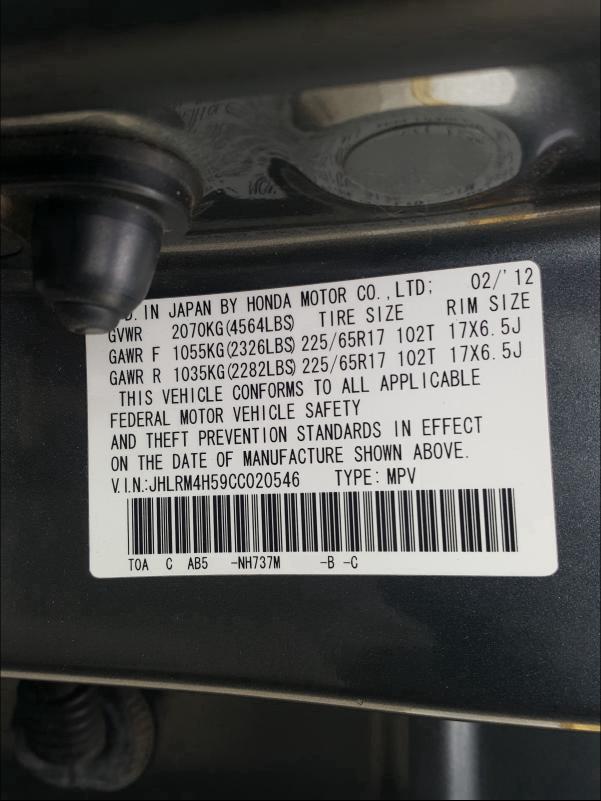 D. IN JAPAN BY HONDA MOTOR CO.,LTD; 02/'12
GVWR 2070KG(4564LBS) TIRE SIZE RIM SIZE
GAWR F 1055KG(2326LBS) 225/65R17 102T 17X6.5J
GAWR R 1035KG(2282LBS) 225/65R17 102T 17X6.5J
THIS VEHICLE CONFORMS TO ALL APPLICABLE
FEDERAL MOTOR VEHICLE SAFETY
AND THEFT PREVENTION STANDARDS IN EFFECT
ON THE DATE OF MANUFACTURE SHOWN ABOVE.
V.I.N.:JHLRM4H59CC020546 TYPE: MPV
TOA C AB5 -NH737M -B -C